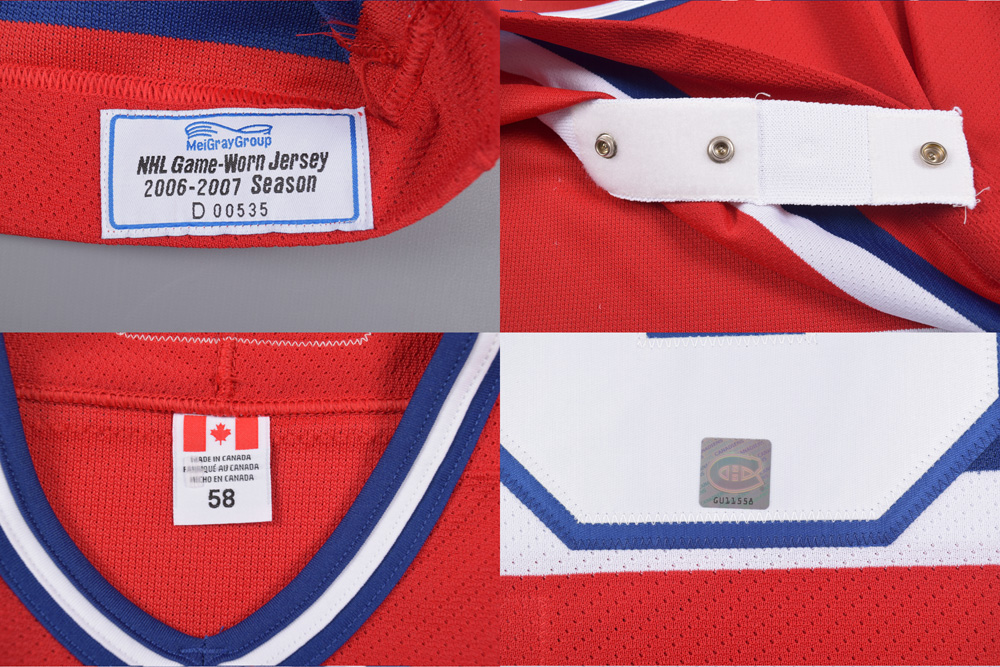 MeiGrayGroup
NHL Game-Worn Jersey
2006-2007 Season
D 00535
MADE IN CANADA
FABRIQUÉ AU CANADA
HECHO EN CANADA
58
GU11558